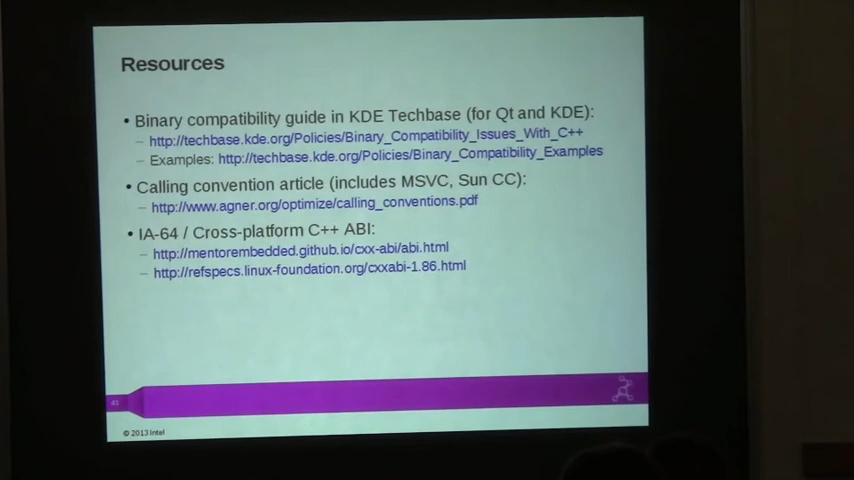 Resources
• Binary compatibility guide in KDE Techbase (for Qt and KDE):
– http://techbase.kde.org/Policies/Binary_Compatibility_Issues_With_C++
– Examples: http://techbase.kde.org/Policies/Binary_Compatibility_Examples
• Calling convention article (includes MSVC, Sun CC):
– http://www.agner.org/optimize/calling_conventions.pdf
• IA-64 / Cross-platform C++ ABI:
– http://mentorembedded.github.io/cxx-abi/abi.html
– http://refspecs.linux-foundation.org/cxxabi-1.86.html
41
© 2013 Intel